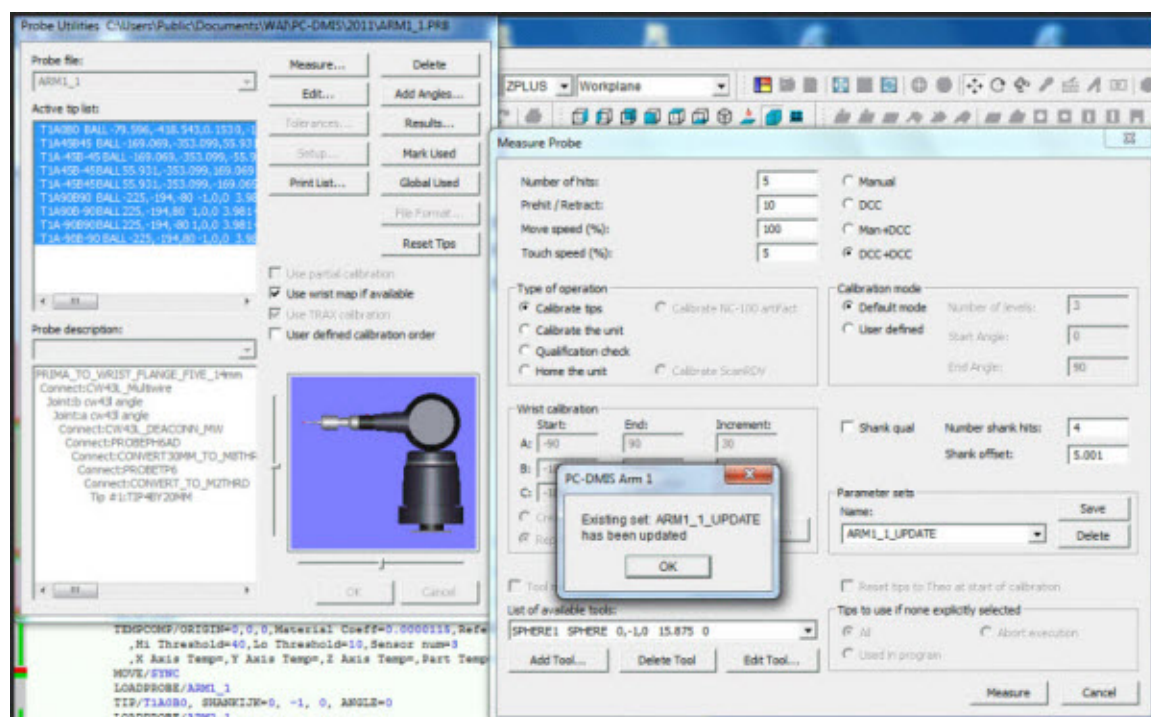 Probe Utilities C:\Users\Public\Documents\WAI\PC-DMIS\2011\ARM1_1.PRB
Probe file:
ARM1_1
Active tip list:
T1A0B0 BALL -79.596,-418.543,0.1530,-1
T1A45B45 BALL -169.069,-353.099,55.931
T1A-45B-45 BALL -169.069,-353.099,-55.9
T1A-45B-45BALL 55.931,-353.099,169.069
T1A-45B-45BALL 55.931,-353.099,-169.069
T1A90B90 BALL -225,-194,-80 -1,0,0 3.981
T1A90B-90BALL 225,-194,80 1,0,0 3.981
T1A-90B90BALL 225,-194,-80 1,0,0 3.981
T1A-90B-90 BALL -225,-194,80 -1,0,0 3.98
Measure...
Delete
Edit...
Add Angles...
Tolerances...
Results...
Setup...
Mark Used
Print List...
Global Used
File Format...
Reset Tips
Use partial calibration
Use wrist map if available
Use TRAX calibration
User defined calibration order
Probe description:
PRIMA_TO_WRIST_FLANGE_FIVE_14mm
Connect:CW43L_Multiwire
Joint:b cw43l angle
Joint:a cw43l angle
Connect:CW43L_DEACONN_MW
Connect:PROBEPH6AD
Connect:CONVERT30MM_TO_M8THR
Connect:PROBETP6
Connect:CONVERT_TO_M2THRD
Tip #1:TIP4BY20MM
OK
Cancel
TEMPCOMP/ORIGIN=0,0,0,Material Coeff=0.0000115,Refe
,Hi Threshold=40,Lo Threshold=10,Sensor num=3
,X Axis Temp=,Y Axis Temp=,Z Axis Temp=,Part Temp
MOVE/SYNC
LOADPROBE/ARM1_1
TIP/T1A0B0, SHANKIJK=0, -1, 0, ANGLE=0
ZPLUS
Workplane
Measure Probe
Number of hits:
5
Prehit / Retract:
10
Move speed (%):
100
Touch speed (%):
5
Manual
DCC
Man+DCC
DCC+DCC
Type of operation
Calibrate tips
Calibrate NC-100 artifact
Calibrate the unit
Qualification check
Home the unit
Calibrate ScanRDV
Calibration mode
Default mode
Number of levels:
3
User defined
Start Angle:
0
End Angle:
90
Wrist calibration
Start:
End:
Increment:
A:
-90
90
20
B:
C:
Shank qual
Number shank hits:
4
Shank offset:
5.001
PC-DMIS Arm 1
Existing set: ARM1_1_UPDATE
has been updated
OK
Parameter sets
Name:
Save
ARM1_1_UPDATE
Delete
Reset tips to Theo at start of calibration
List of available tools:
SPHERE1 SPHERE 0,-1,0 15.875 0
Add Tool...
Delete Tool
Edit Tool...
Tips to use if none explicitly selected
All
Abort execution
Used in program
Measure
Cancel